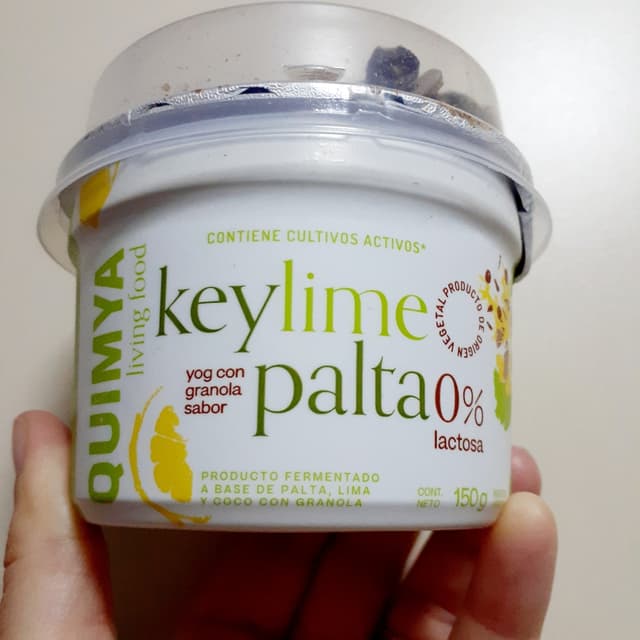 CONTIENE CULTIVOS ACTIVOS*
QUIMYA
living food
keylime
palta
yog con
granola
sabor
PRODUCTO DE ORIGEN VEGETAL
0%
lactosa
PRODUCTO FERMENTADO
A BASE DE PALTA, LIMA
Y COCO CON GRANOLA
CONT.
NETO
150g